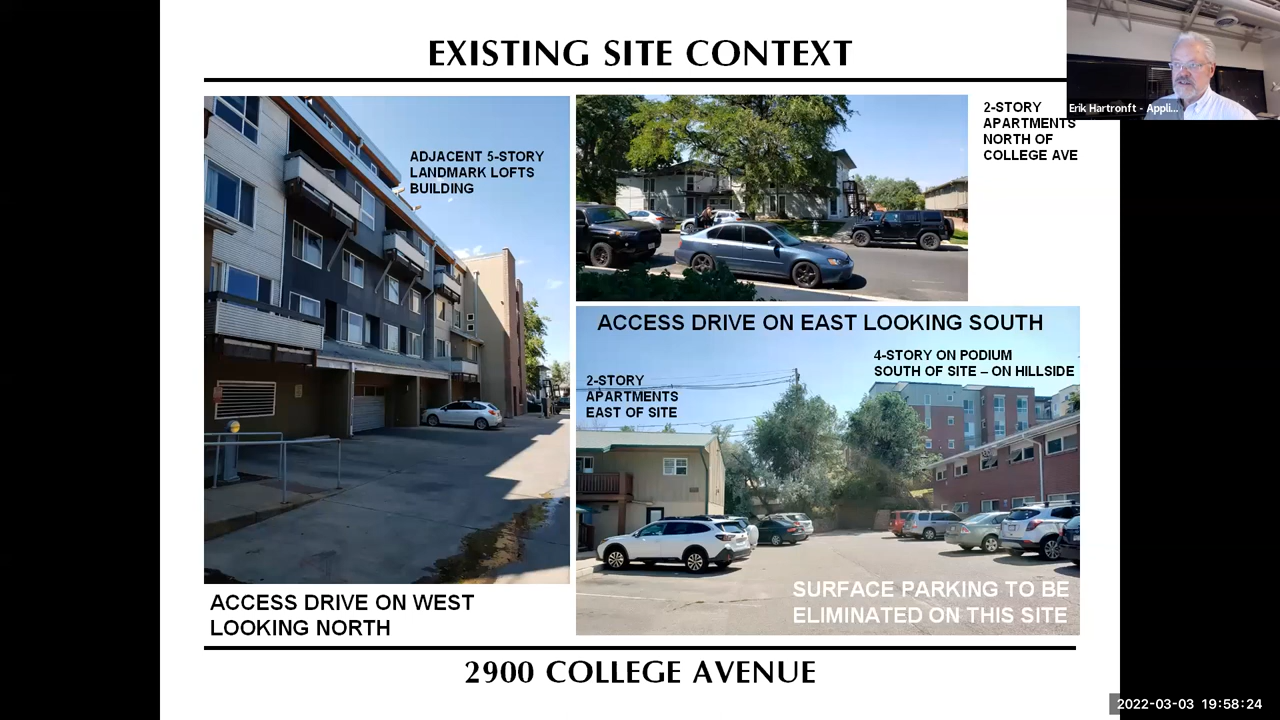 EXISTING SITE CONTEXT
Erik Hartronft - Appli...
ADJACENT 5-STORY
LANDMARK LOFTS
BUILDING
2-STORY
APARTMENTS
NORTH OF
COLLEGE AVE
ACCESS DRIVE ON EAST LOOKING SOUTH
4-STORY ON PODIUM
SOUTH OF SITE – ON HILLSIDE
2-STORY
APARTMENTS
EAST OF SITE
SURFACE PARKING TO BE
ELIMINATED ON THIS SITE
ACCESS DRIVE ON WEST
LOOKING NORTH
2900 COLLEGE AVENUE
2022-03-03 19:58:24